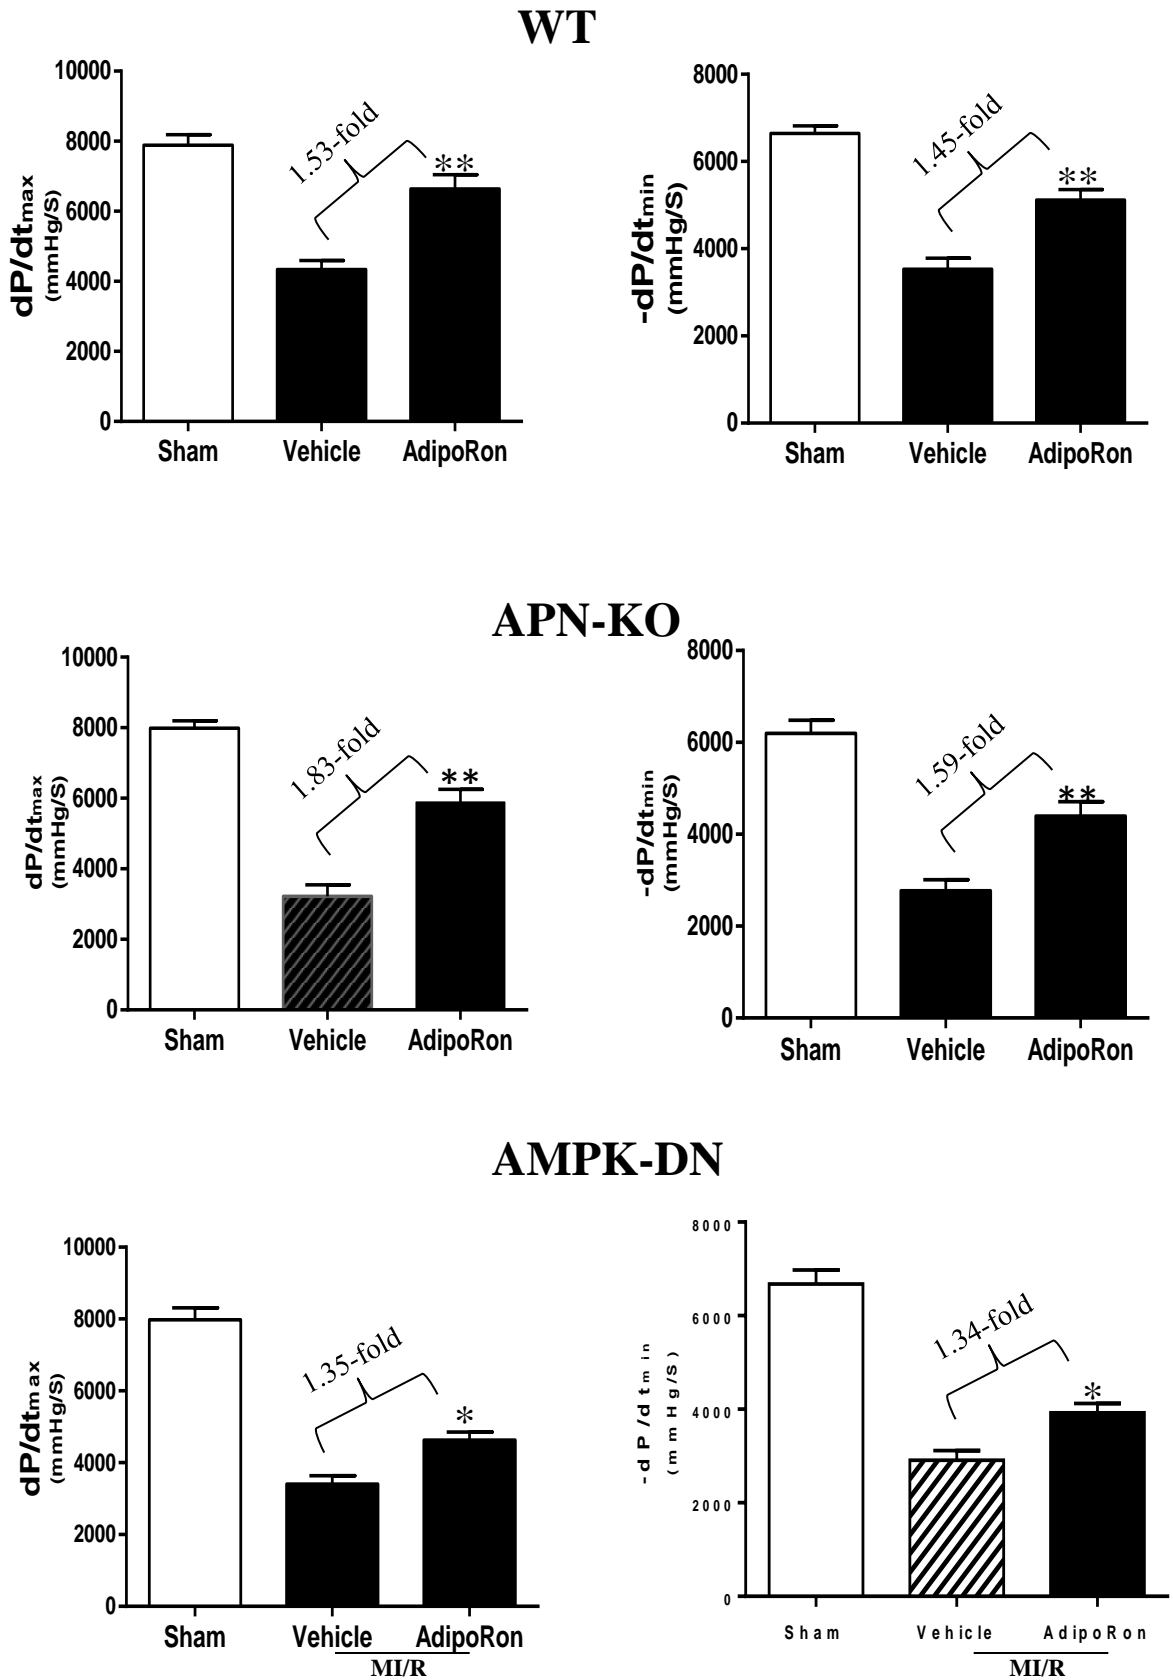 WT
10000
8000
6000
4000
2000
0
dP/dtmax
(mmHg/S)
1.53-fold
**
Sham Vehicle AdipoRon
8000
6000
4000
2000
0
-dP/dtmin
(mmHg/S)
1.45-fold
**
Sham Vehicle AdipoRon
APN-KO
10000
8000
6000
4000
2000
0
dP/dtmax
(mmHg/S)
1.83-fold
**
Sham Vehicle AdipoRon
8000
6000
4000
2000
0
-dP/dtmin
(mmHg/S)
1.59-fold
**
Sham Vehicle AdipoRon
AMPK-DN
10000
8000
6000
4000
2000
0
dP/dtmax
(mmHg/S)
1.35-fold
*
Sham Vehicle AdipoRon
MI/R
8000
6000
4000
2000
0
-dP/dtmin
(mmHg/S)
1.34-fold
*
Sham Vehicle AdipoRon
MI/R